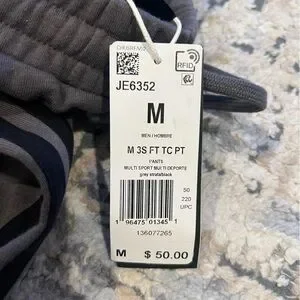 RFID
JE6352
M
MEN / HOMBRE
M 3S FT TC PT
PANTS
MULTI SPORT MULTI DEPORTE
grey strata/black
50
220
UPC
1 96475 01345 1
136077265
M $ 50.00